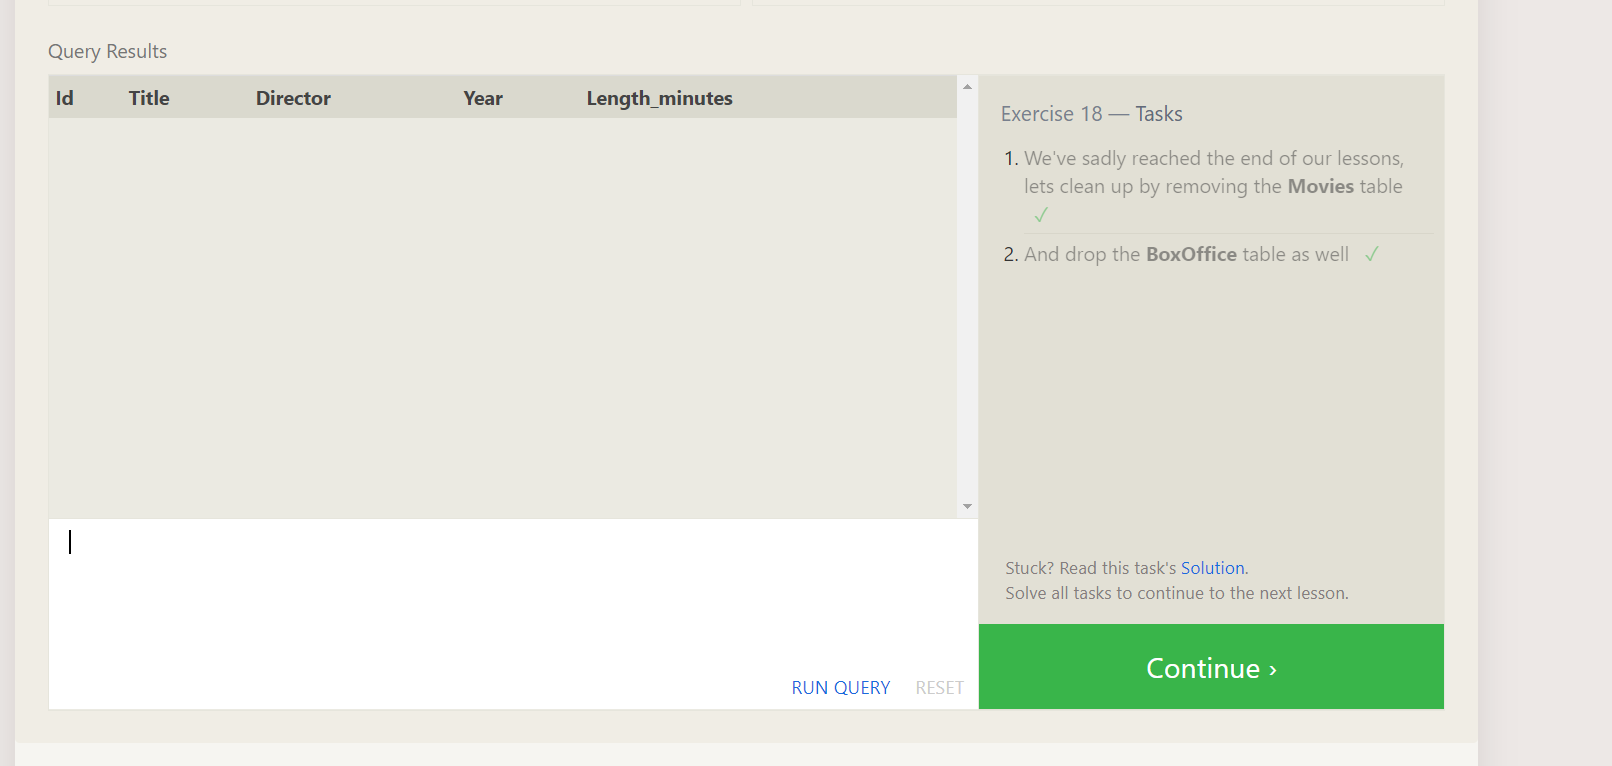 Query Results
Id Title Director Year Length_minutes
Exercise 18 — Tasks
1. We've sadly reached the end of our lessons,
lets clean up by removing the Movies table
✓
2. And drop the BoxOffice table as well ✓
Stuck? Read this task's Solution.
Solve all tasks to continue to the next lesson.
RUN QUERY RESET
Continue ›